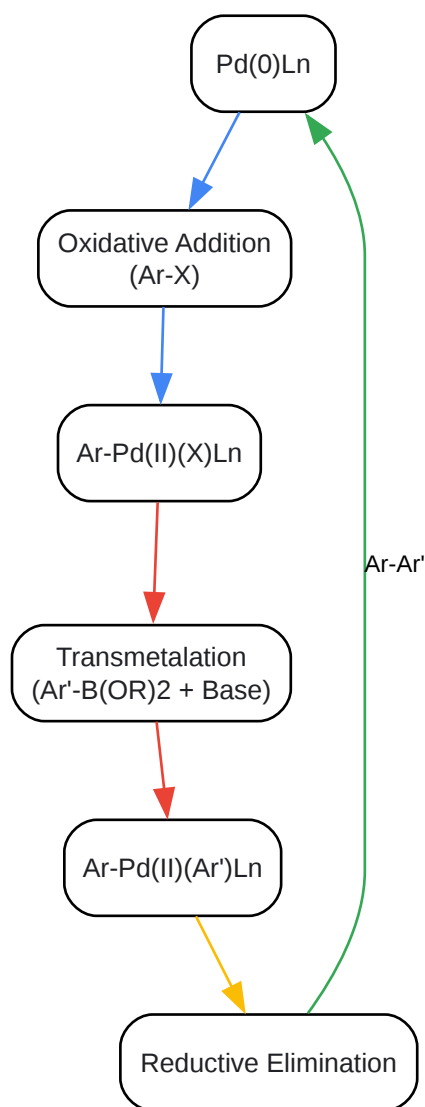 Pd(0)Ln
Oxidative Addition
(Ar-X)
Ar-Pd(II)(X)Ln
Ar-Ar'
Transmetalation
(Ar'-B(OR)2 + Base)
Ar-Pd(II)(Ar')Ln
Reductive Elimination